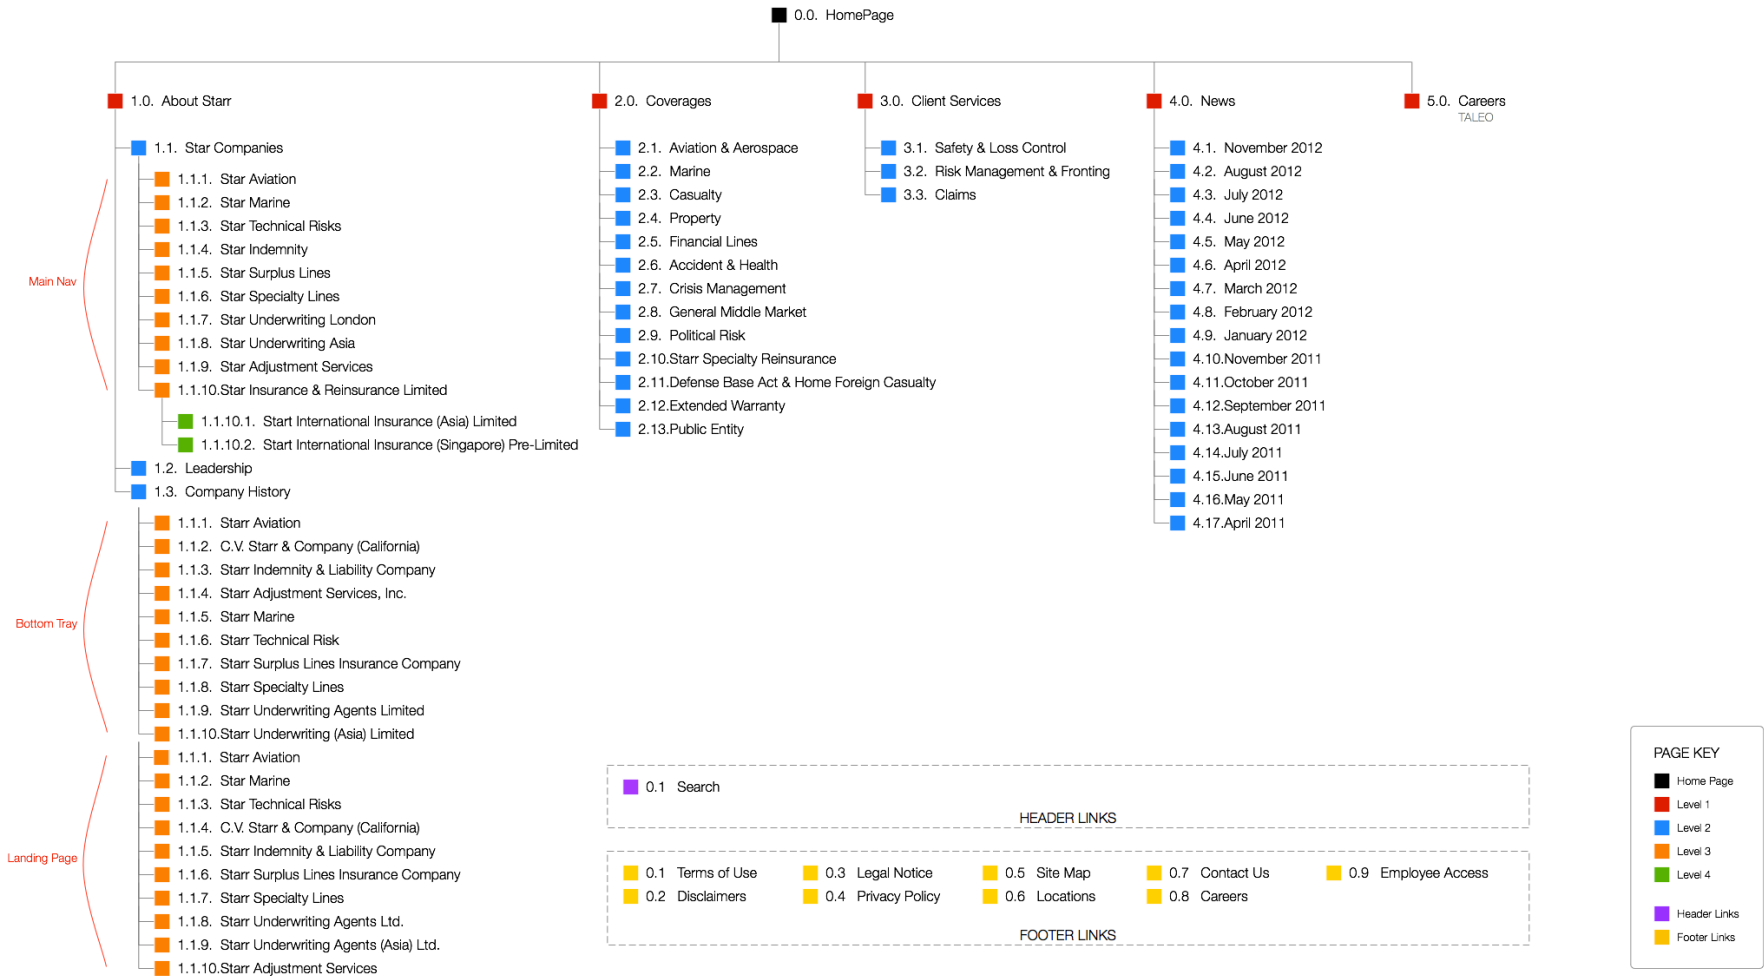 0.0. HomePage
1.0. About Starr
1.1. Star Companies
Main Nav
1.1.1. Star Aviation
1.1.2. Star Marine
1.1.3. Star Technical Risks
1.1.4. Star Indemnity
1.1.5. Star Surplus Lines
1.1.6. Star Specialty Lines
1.1.7. Star Underwriting London
1.1.8. Star Underwriting Asia
1.1.9. Star Adjustment Services
1.1.10.Star Insurance & Reinsurance Limited
1.1.10.1. Start International Insurance (Asia) Limited
1.1.10.2. Start International Insurance (Singapore) Pre-Limited
1.2. Leadership
1.3. Company History
Bottom Tray
1.1.1. Starr Aviation
1.1.2. C.V. Starr & Company (California)
1.1.3. Starr Indemnity & Liability Company
1.1.4. Starr Adjustment Services, Inc.
1.1.5. Starr Marine
1.1.6. Starr Technical Risk
1.1.7. Starr Surplus Lines Insurance Company
1.1.8. Starr Specialty Lines
1.1.9. Starr Underwriting Agents Limited
1.1.10.Starr Underwriting (Asia) Limited
Landing Page
1.1.1. Starr Aviation
1.1.2. Star Marine
1.1.3. Star Technical Risks
1.1.4. C.V. Starr & Company (California)
1.1.5. Starr Indemnity & Liability Company
1.1.6. Starr Surplus Lines Insurance Company
1.1.7. Starr Specialty Lines
1.1.8. Starr Underwriting Agents Ltd.
1.1.9. Starr Underwriting Agents (Asia) Ltd.
1.1.10.Starr Adjustment Services
2.0. Coverages
2.1. Aviation & Aerospace
2.2. Marine
2.3. Casualty
2.4. Property
2.5. Financial Lines
2.6. Accident & Health
2.7. Crisis Management
2.8. General Middle Market
2.9. Political Risk
2.10.Starr Specialty Reinsurance
2.11.Defense Base Act & Home Foreign Casualty
2.12.Extended Warranty
2.13.Public Entity
3.0. Client Services
3.1. Safety & Loss Control
3.2. Risk Management & Fronting
3.3. Claims
4.0. News
4.1. November 2012
4.2. August 2012
4.3. July 2012
4.4. June 2012
4.5. May 2012
4.6. April 2012
4.7. March 2012
4.8. February 2012
4.9. January 2012
4.10.November 2011
4.11.October 2011
4.12.September 2011
4.13.August 2011
4.14.July 2011
4.15.June 2011
4.16.May 2011
4.17.April 2011
5.0. Careers
TALEO
0.1 Search
HEADER LINKS
0.1 Terms of Use
0.2 Disclaimers
0.3 Legal Notice
0.4 Privacy Policy
0.5 Site Map
0.6 Locations
0.7 Contact Us
0.8 Careers
0.9 Employee Access
FOOTER LINKS
PAGE KEY
Home Page
Level 1
Level 2
Level 3
Level 4
Header Links
Footer Links